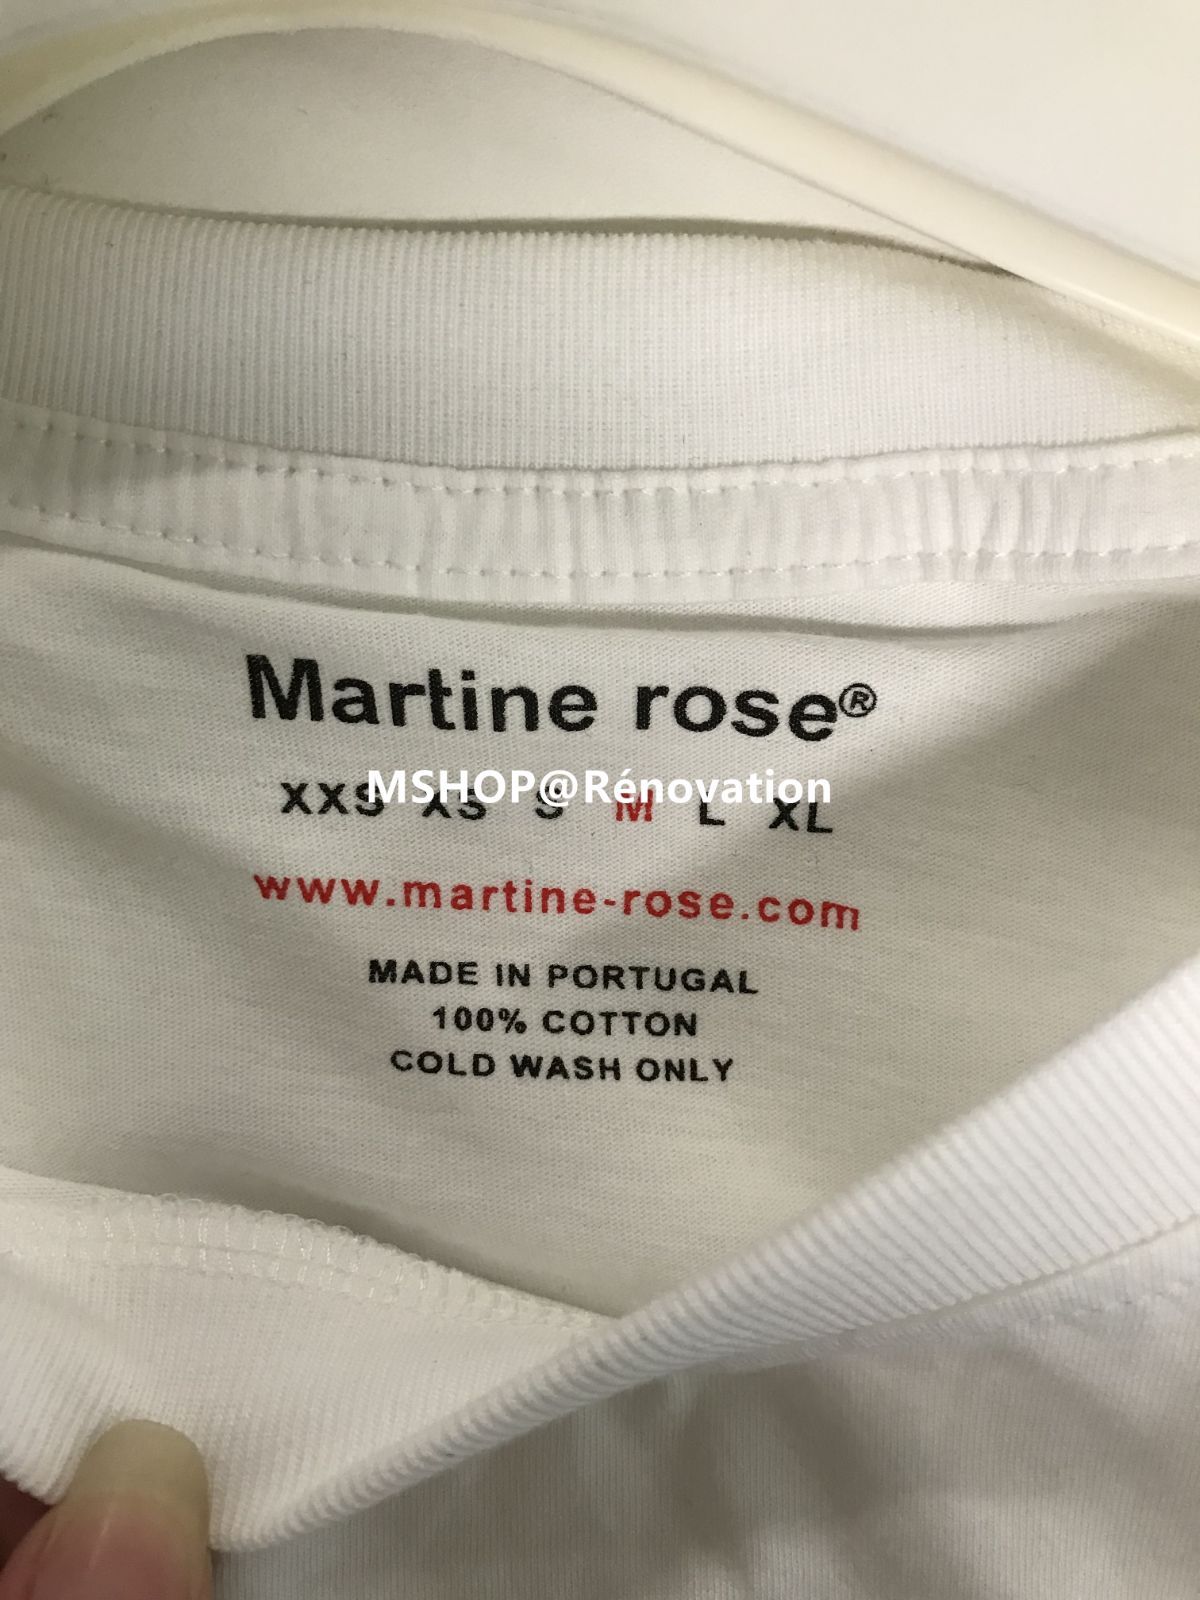 Martine rose®
XXS XS S M L XL
MSHOP@Rénovation
www.martine-rose.com
MADE IN PORTUGAL
100% COTTON
COLD WASH ONLY